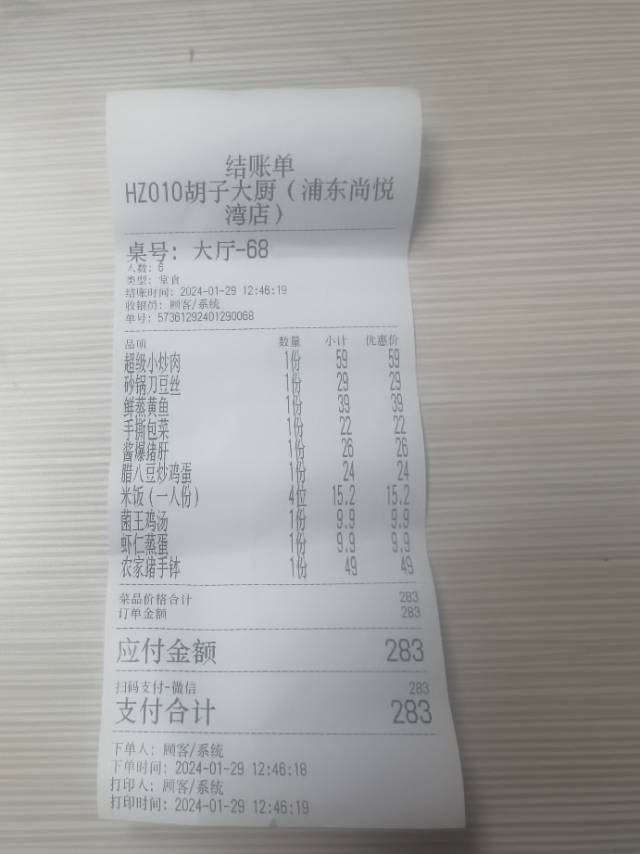 结账单
HZ010胡子大厨（浦东尚悦
湾店）
桌号: 大厅-68
人数: 6
类型: 堂食
结账时间: 2024-01-29 12:46:19
收银员: 顾客/系统
单号: 57361292401290068
品项 数量 小计 优惠价
超级小炒肉 1份 59 59
砂锅刀豆丝 1份 29 29
鲜蒸黄鱼 1份 39 39
手撕包菜 1份 22 22
酱爆猪肝 1份 26 26
腊八豆炒鸡蛋 1份 24 24
米饭（一人份） 4位 15.2 15.2
菌王鸡汤 1份 9.9 9.9
虾仁蒸蛋 1份 9.9 9.9
农家猪手钵 1份 49 49
菜品价格合计 283
订单金额 283
应付金额 283
扫码支付-微信 283
支付合计 283
下单人: 顾客/系统
下单时间: 2024-01-29 12:46:18
打印人: 顾客/系统
打印时间: 2024-01-29 12:46:19